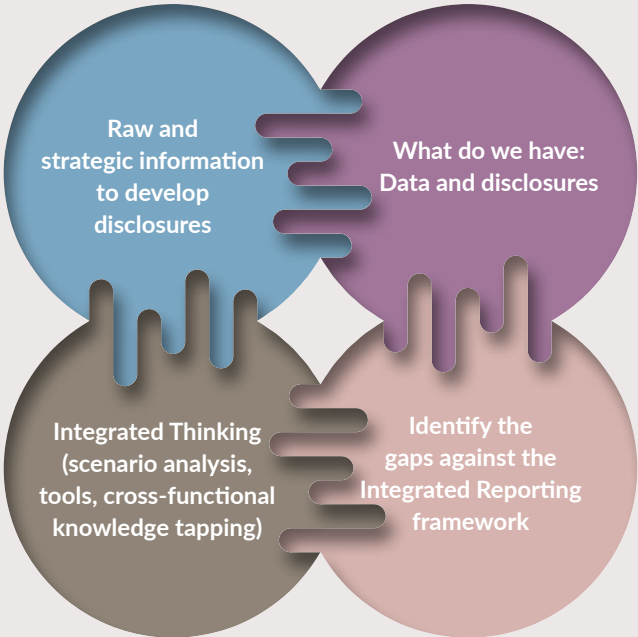 Raw and
strategic information
to develop
disclosures
What do we have:
Data and disclosures
Integrated Thinking
(scenario analysis,
tools, cross-functional
knowledge tapping)
Identify the
gaps against the
Integrated Reporting
framework